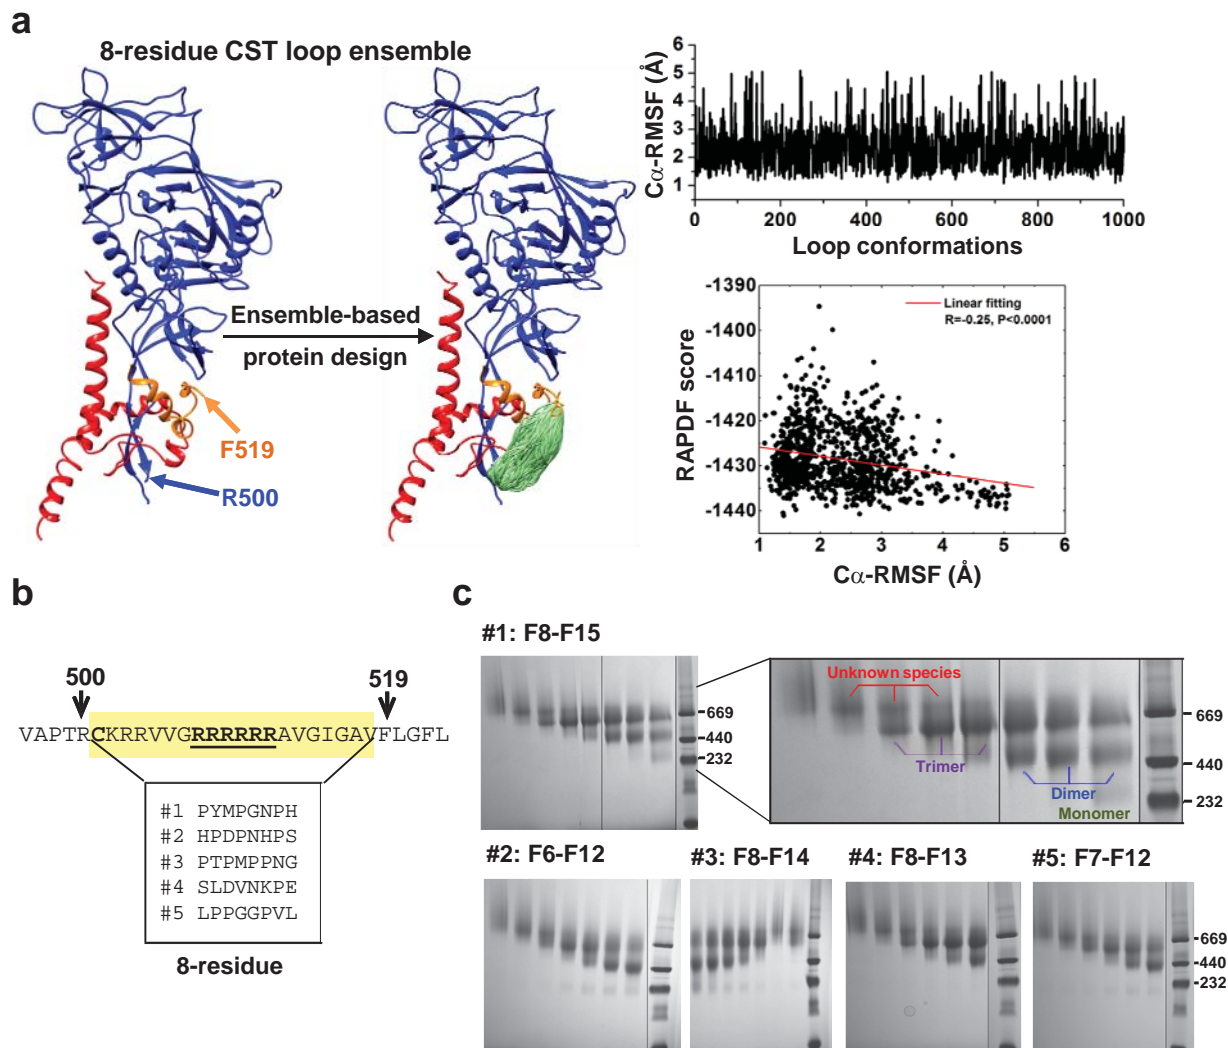 a
8-residue CST loop ensemble
Ensemble-based
protein design
F519
R500
6
5
4
3
2
1
Cα-RMSF (Å)
0 200 400 600 800 1000
Loop conformations
-1390
-1400
-1410
-1420
-1430
-1440
RAPDF score
Linear fitting
R=-0.25, P<0.0001
1 2 3 4 5 6
Cα-RMSF (Å)
b
500 519
VAPTRCKRRVVGRRRRRRAVGIGAVFLGFL
#1 PYMPGNPH
#2 HPDPNHPS
#3 PTPMPPNG
#4 SLDVNKPE
#5 LPPGGPVL
8-residue
c
#1: F8-F15
669
440
232
Unknown species
Trimer
Dimer
Monomer
669
440
232
#2: F6-F12
#3: F8-F14
#4: F8-F13
#5: F7-F12
669
440
232